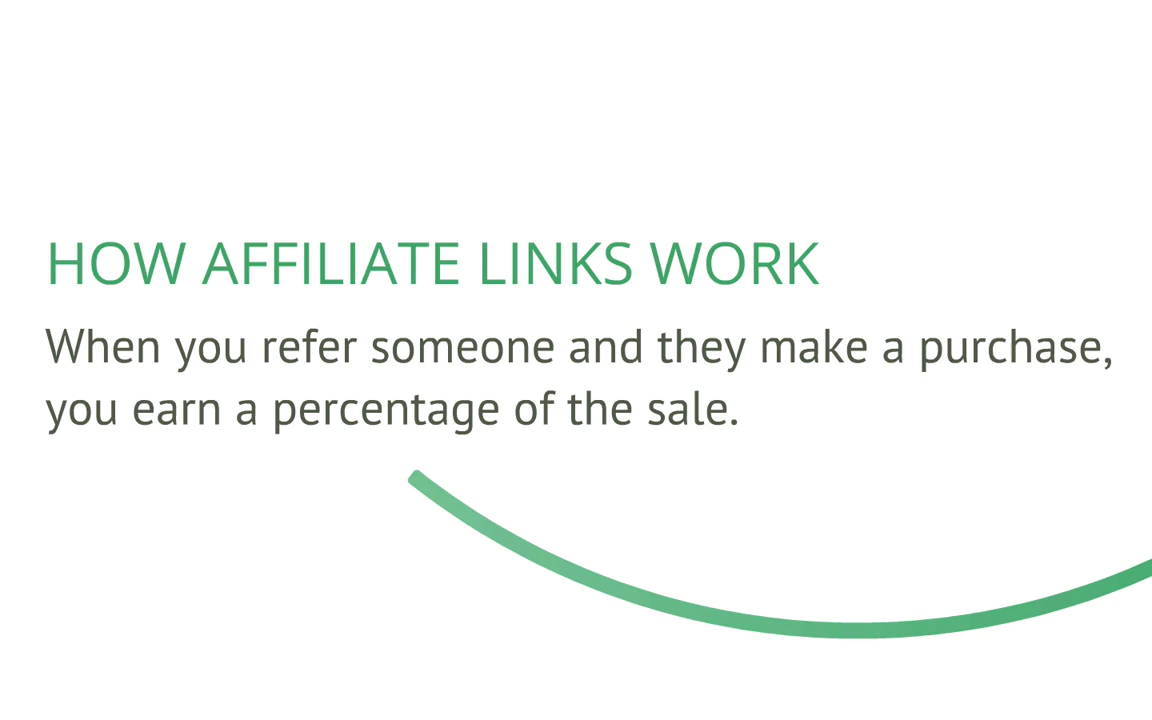 HOW AFFILIATE LINKS WORK
When you refer someone and they make a purchase,
you earn a percentage of the sale.